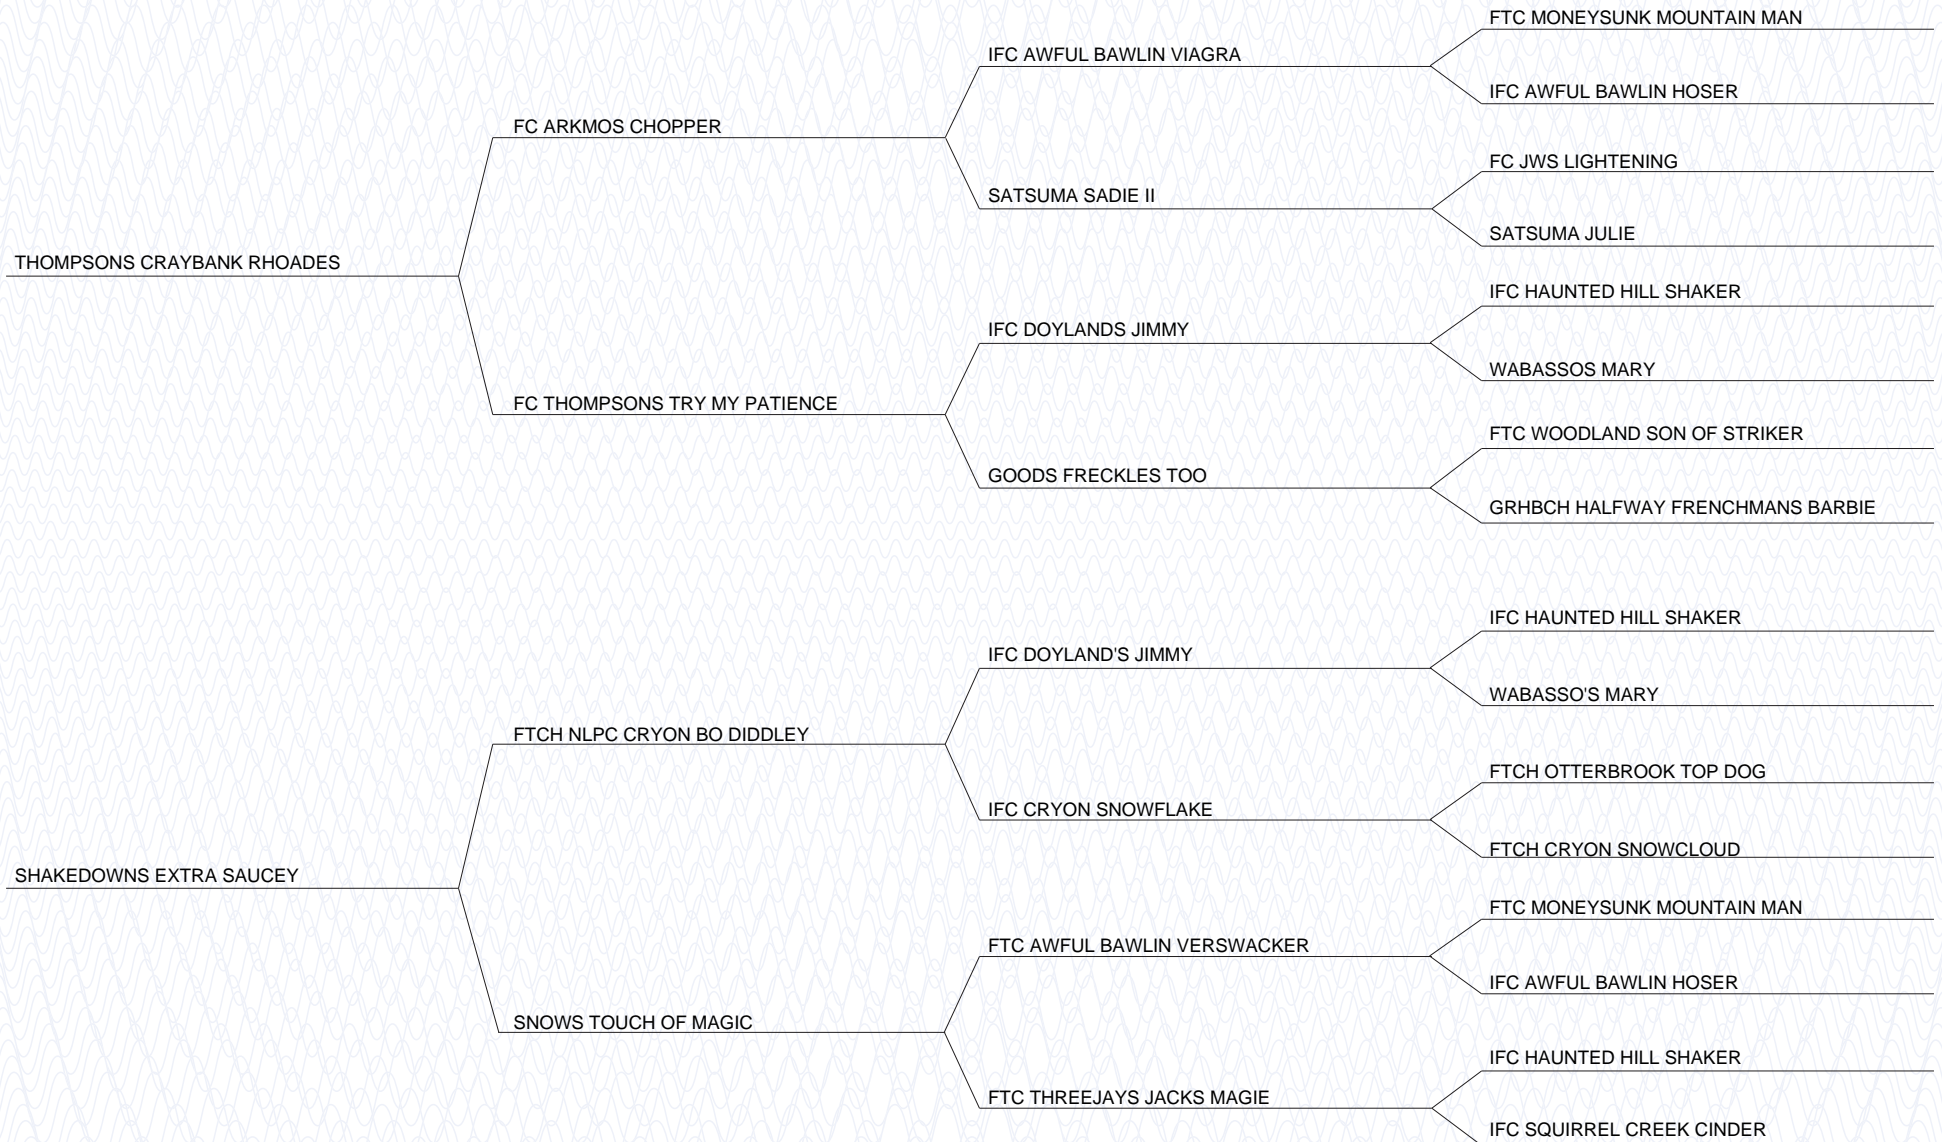 FTC MONEYSUNK MOUNTAIN MAN
IFC AWFUL BAWLIN VIAGRA
IFC AWFUL BAWLIN HOSER
FC ARKMOS CHOPPER
FC JWS LIGHTENING
SATSUMA SADIE II
SATSUMA JULIE
THOMPSONS CRAYBANK RHOADES
IFC HAUNTED HILL SHAKER
IFC DOYLANDS JIMMY
WABASSOS MARY
FC THOMPSONS TRY MY PATIENCE
FTC WOODLAND SON OF STRIKER
GOODS FRECKLES TOO
GRHBCH HALFWAY FRENCHMANS BARBIE
IFC HAUNTED HILL SHAKER
IFC DOYLAND'S JIMMY
WABASSO'S MARY
FTCH NLPC CRYON BO DIDDLEY
FTCH OTTERBROOK TOP DOG
IFC CRYON SNOWFLAKE
FTCH CRYON SNOWCLOUD
SHAKEDOWNS EXTRA SAUCEY
FTC MONEYSUNK MOUNTAIN MAN
FTC AWFUL BAWLIN VERSWACKER
IFC AWFUL BAWLIN HOSER
SNOWS TOUCH OF MAGIC
IFC HAUNTED HILL SHAKER
FTC THREEJAYS JACKS MAGIE
IFC SQUIRREL CREEK CINDER